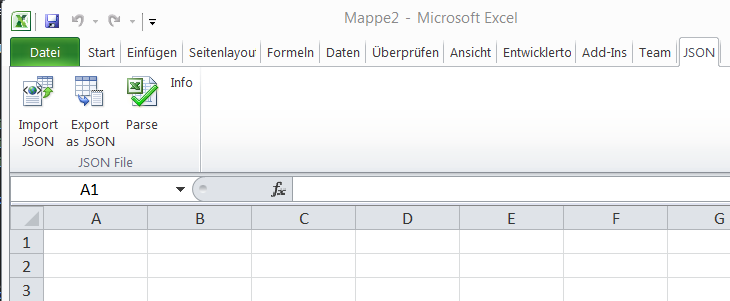 Mappe2 - Microsoft Excel
Datei Start Einfügen Seitenlayou Formeln Daten Überprüfen Ansicht Entwicklerto Add-Ins Team JSON
Import JSON
Export as JSON
Parse
Info
JSON File
A1 fx
A B C D E F G
1
2
3